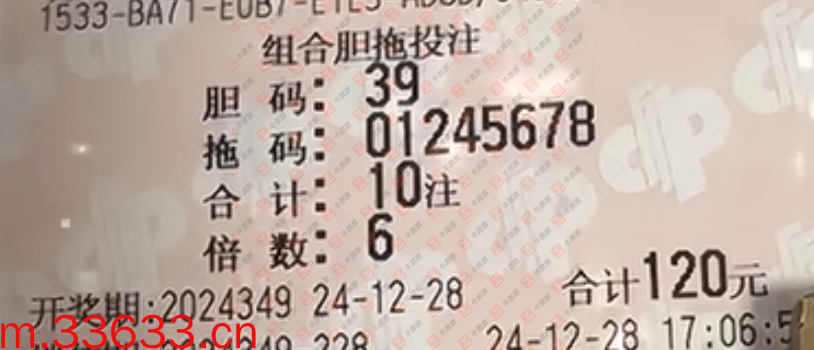 1533-BA71-E0B7-
组合胆拖投注
胆 码: 39
拖 码: 01245678
合 计: 10注
倍 数: 6
合计120元
开奖期:2024349 24-12-28
24-12-28 17:06:5
m.33633.cn